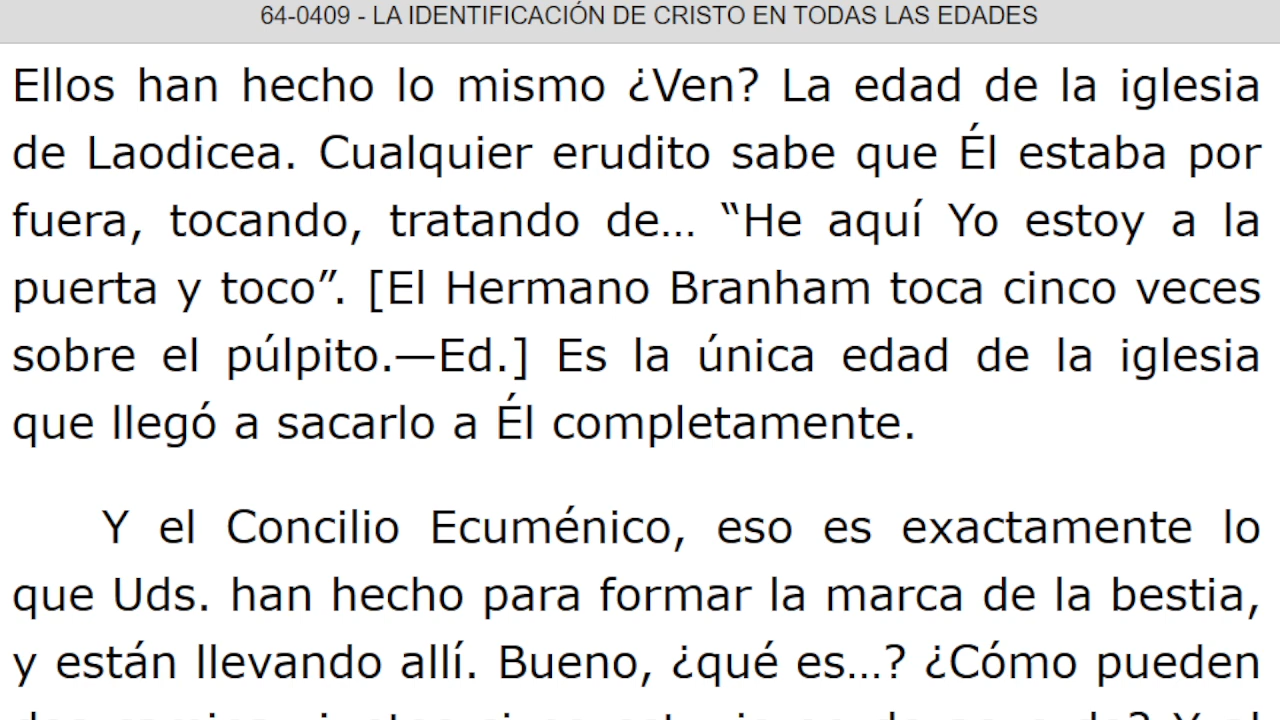 64-0409 - LA IDENTIFICACIÓN DE CRISTO EN TODAS LAS EDADES
Ellos han hecho lo mismo ¿Ven? La edad de la iglesia
de Laodicea. Cualquier erudito sabe que Él estaba por
fuera, tocando, tratando de… “He aquí Yo estoy a la
puerta y toco”. [El Hermano Branham toca cinco veces
sobre el púlpito.—Ed.] Es la única edad de la iglesia
que llegó a sacarlo a Él completamente.
Y el Concilio Ecuménico, eso es exactamente lo
que Uds. han hecho para formar la marca de la bestia,
y están llevando allí. Bueno, ¿qué es…? ¿Cómo pueden